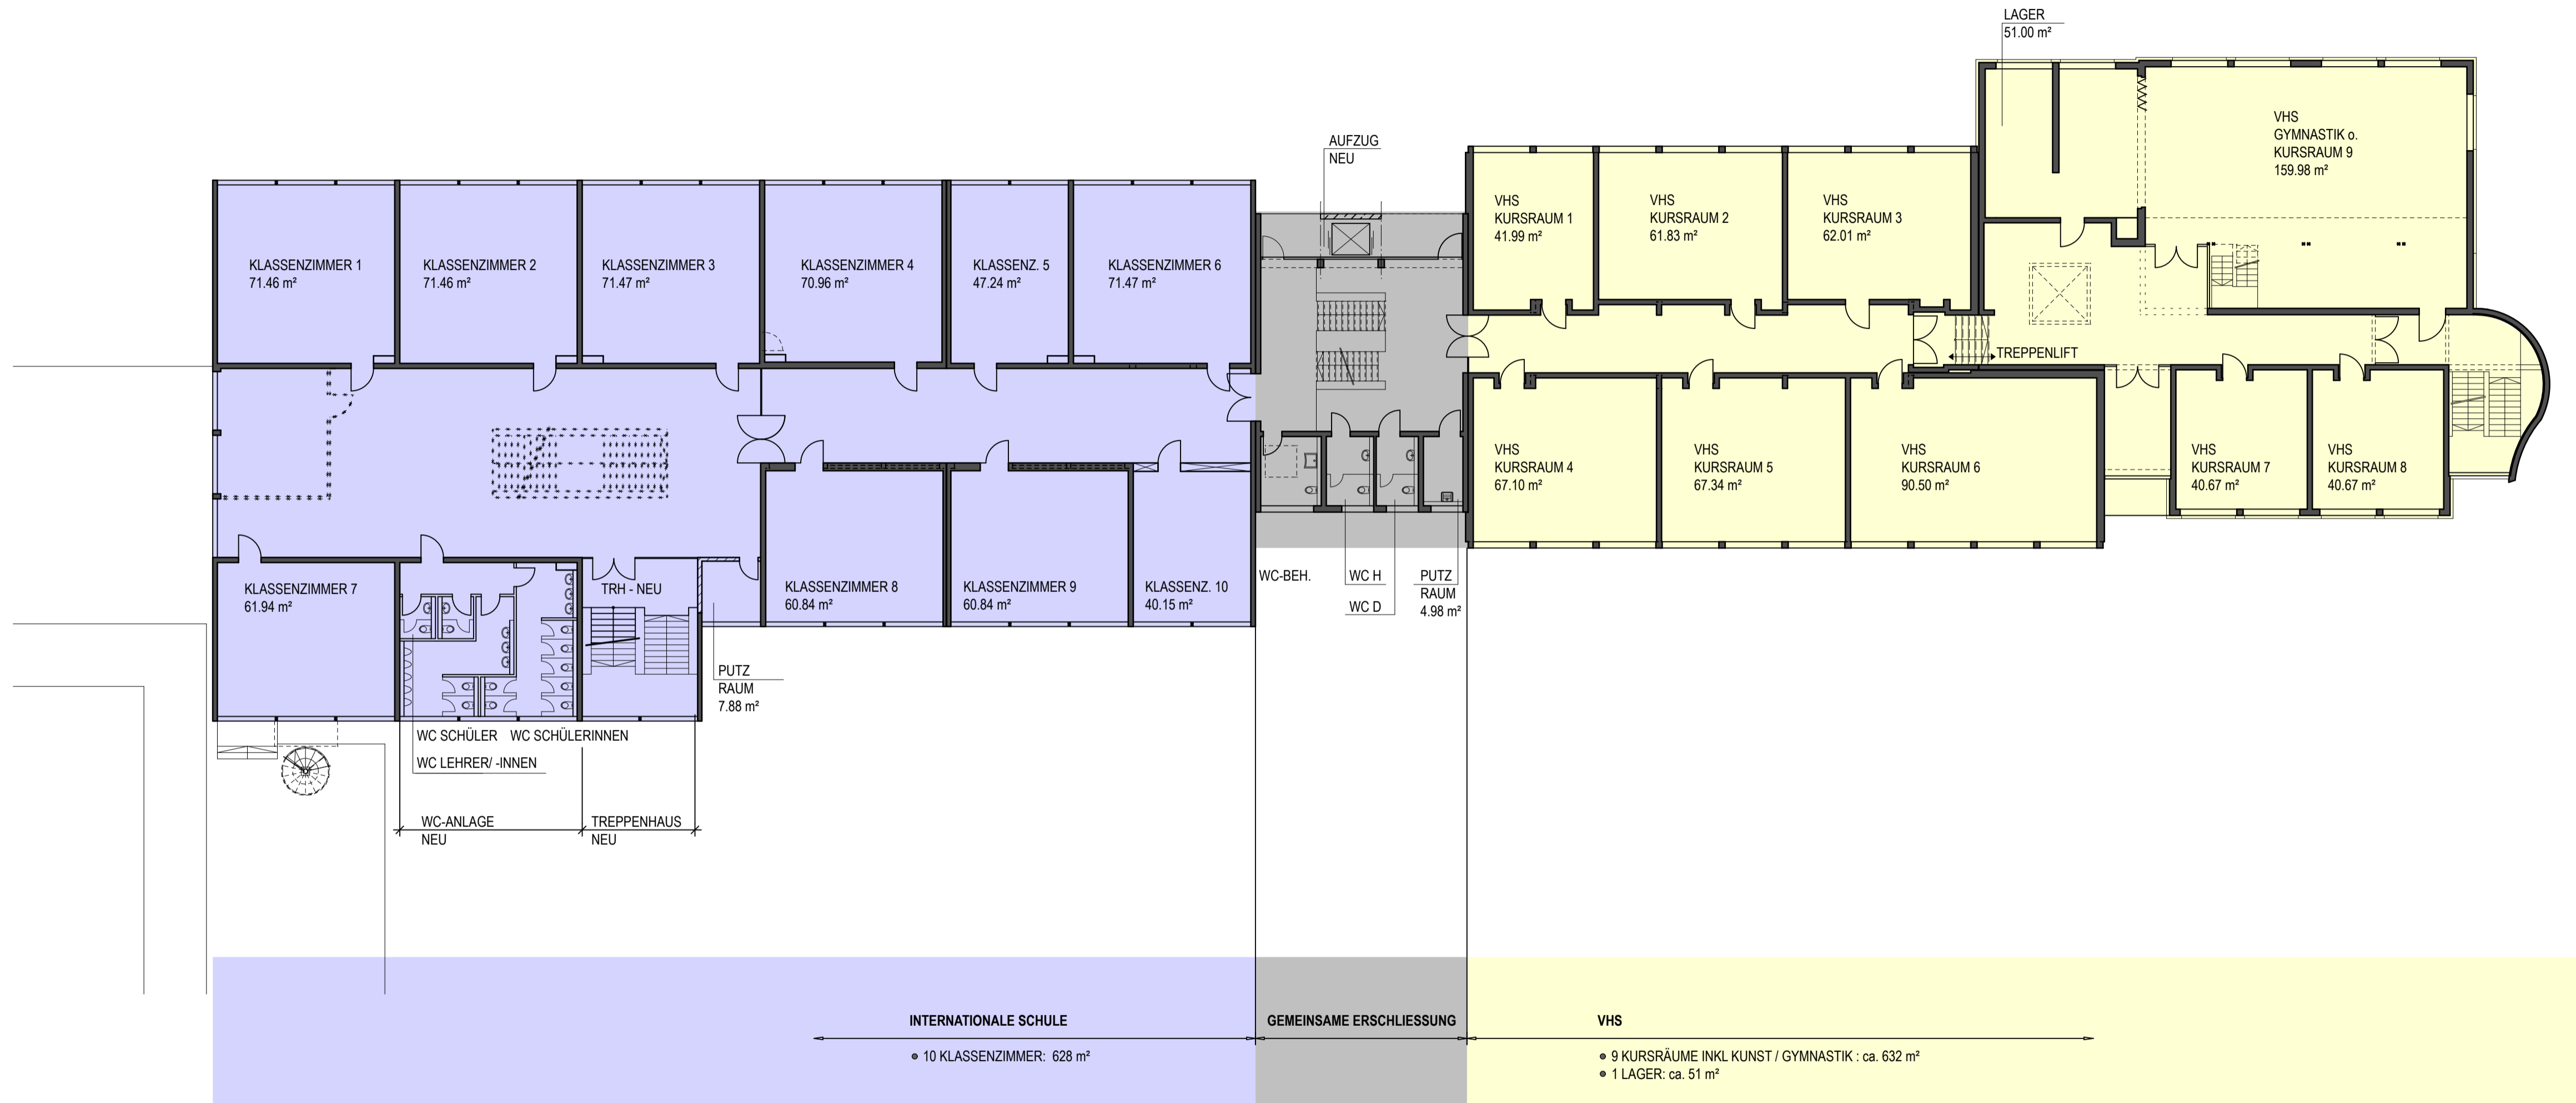 LAGER
51.00 m²
VHS
GYMNASTIK o.
KURSRAUM 9
159.98 m²
AUFZUG
NEU
VHS
KURSRAUM 1
41.99 m²
VHS
KURSRAUM 2
61.83 m²
VHS
KURSRAUM 3
62.01 m²
KLASSENZIMMER 1
71.46 m²
KLASSENZIMMER 2
71.46 m²
KLASSENZIMMER 3
71.47 m²
KLASSENZIMMER 4
70.96 m²
KLASSENZ. 5
47.24 m²
KLASSENZIMMER 6
71.47 m²
TREPPENLIFT
VHS
KURSRAUM 4
67.10 m²
VHS
KURSRAUM 5
67.34 m²
VHS
KURSRAUM 6
90.50 m²
VHS
KURSRAUM 7
40.67 m²
VHS
KURSRAUM 8
40.67 m²
KLASSENZIMMER 7
61.94 m²
TRH - NEU
KLASSENZIMMER 8
60.84 m²
KLASSENZIMMER 9
60.84 m²
KLASSENZ. 10
40.15 m²
WC-BEH.
WC H
WC D
PUTZ
RAUM
4.98 m²
PUTZ
RAUM
7.88 m²
WC SCHÜLER
WC SCHÜLERINNEN
WC LEHRER/ -INNEN
WC-ANLAGE
NEU
TREPPENHAUS
NEU
INTERNATIONALE SCHULE
• 10 KLASSENZIMMER: 628 m²
GEMEINSAME ERSCHLIESSUNG
VHS
• 9 KURSRÄUME INKL KUNST / GYMNASTIK : ca. 632 m²
• 1 LAGER: ca. 51 m²